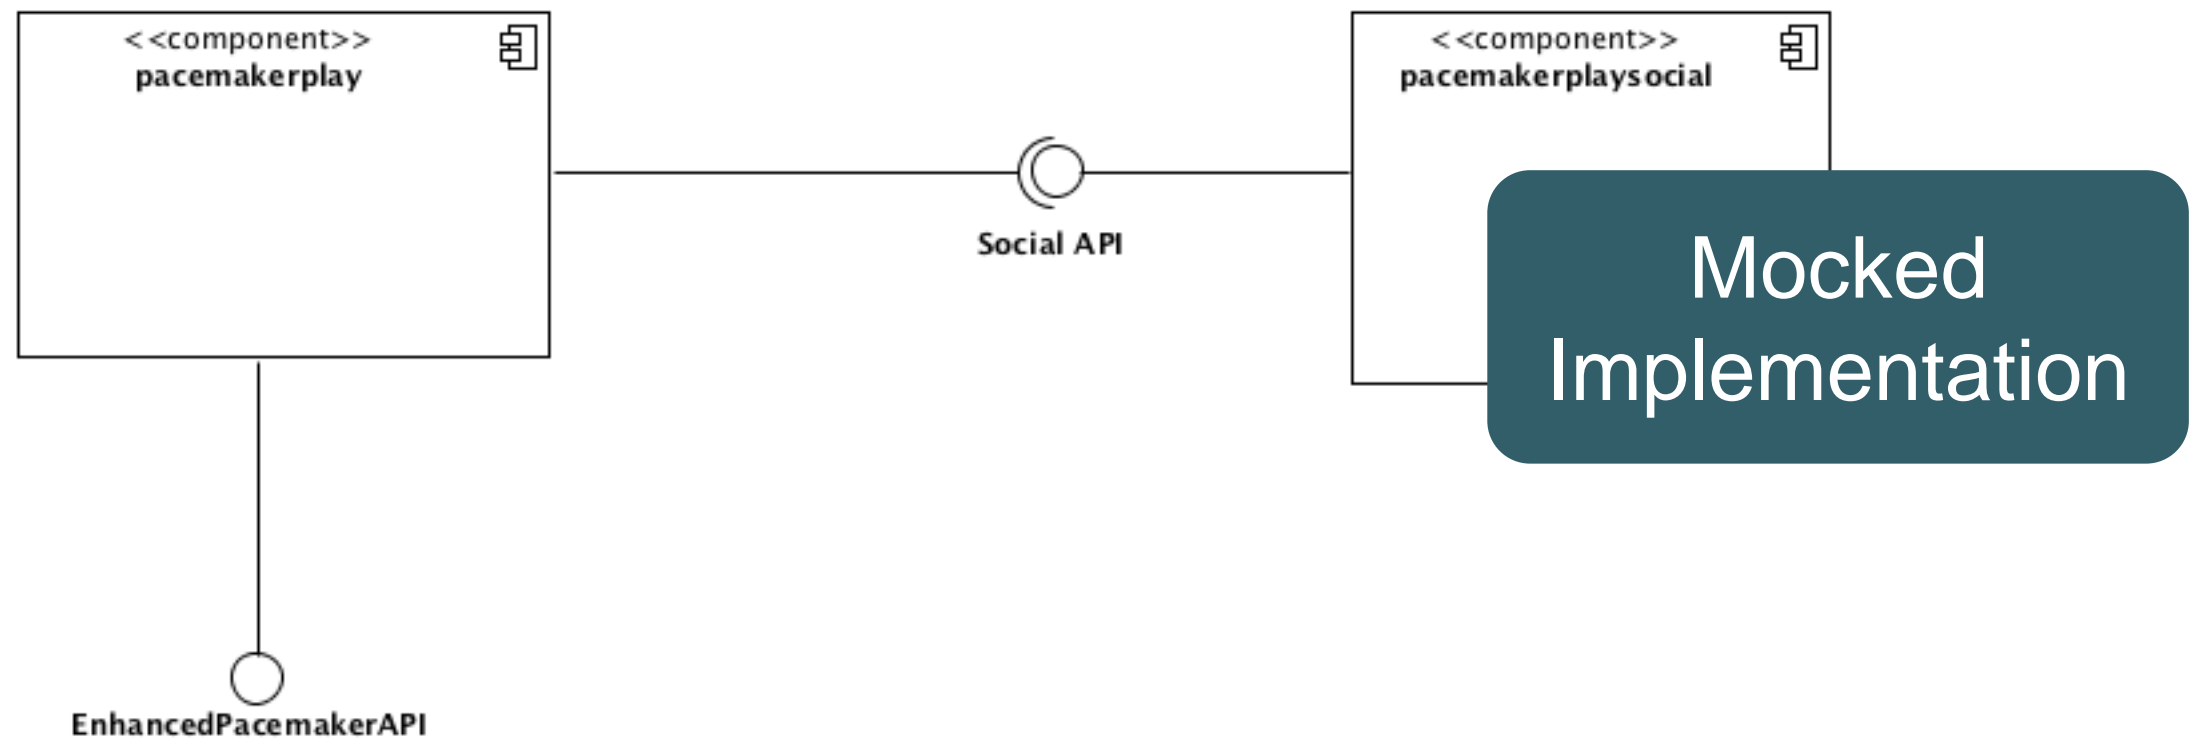 <<component>>
pacemakerplay
<<component>>
pacemakerplaysocial
Social API
Mocked
Implementation
EnhancedPacemakerAPI